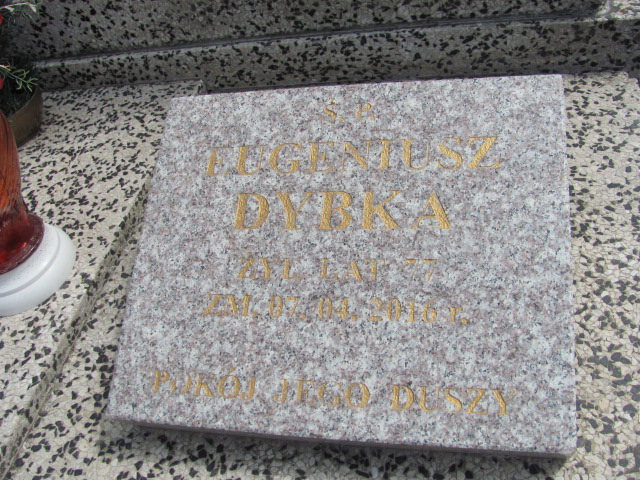 Ś. P.
EUGENIUSZ
DYBKA
ŻYŁ LAT 77
ZM. 07. 04. 2016 r.
POKÓJ JEGO DUSZY